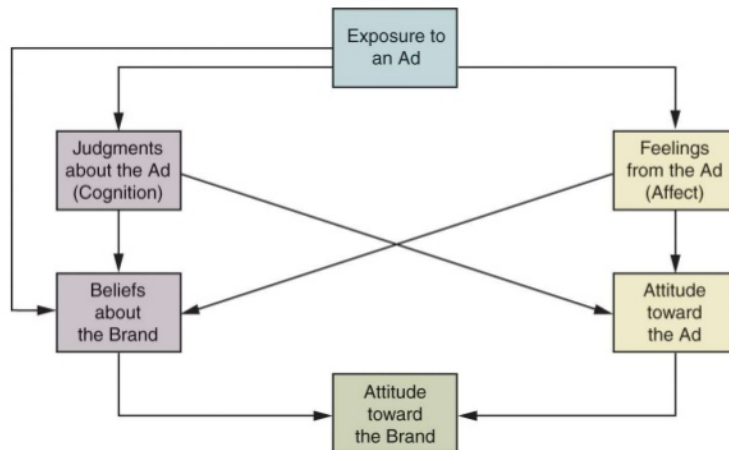 Exposure to
an Ad
Judgments
about the Ad
(Cognition)
Feelings
from the Ad
(Affect)
Beliefs
about
the Brand
Attitude
toward
the Ad
Attitude
toward
the Brand